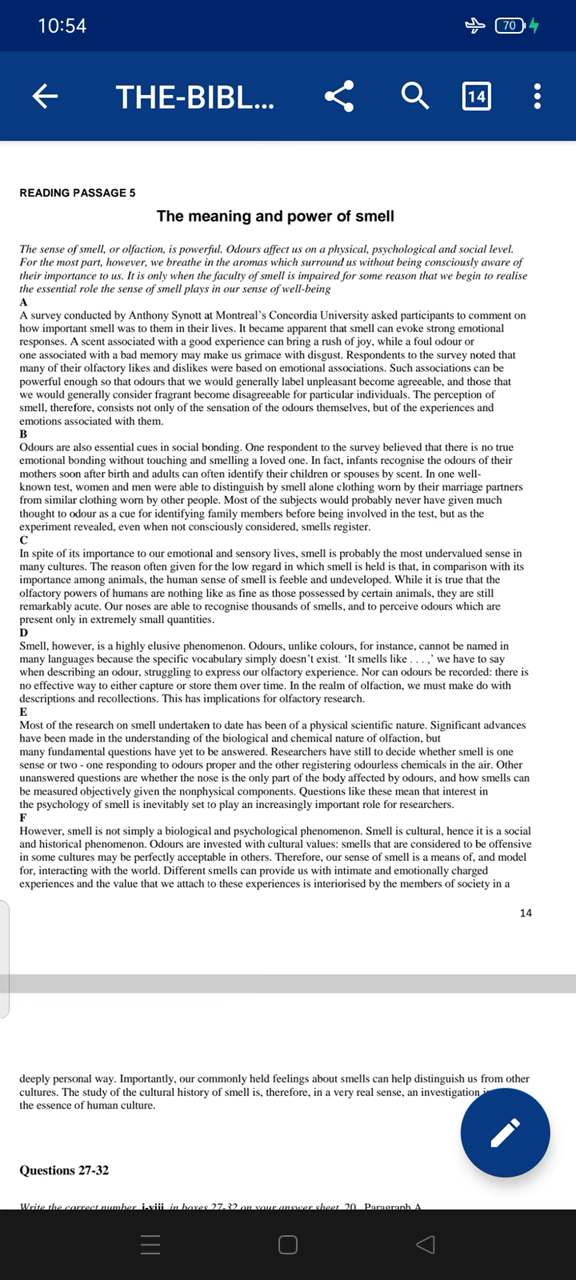 10:54
70
THE-BIBL...
14
READING PASSAGE 5
The meaning and power of smell
The sense of smell, or olfaction, is powerful. Odours affect us on a physical, psychological and social level.
For the most part, however, we breathe in the aromas which surround us without being consciously aware of
their importance to us. It is only when the faculty of smell is impaired for some reason that we begin to realise
the essential role the sense of smell plays in our sense of well-being
A
A survey conducted by Anthony Synott at Montreal's Concordia University asked participants to comment on
how important smell was to them in their lives. It became apparent that smell can evoke strong emotional
responses. A scent associated with a good experience can bring a rush of joy, while a foul odour or
one associated with a bad memory may make us grimace with disgust. Respondents to the survey noted that
many of their olfactory likes and dislikes were based on emotional associations. Such associations can be
powerful enough so that odours that we would generally label unpleasant become agreeable, and those that
we would generally consider fragrant become disagreeable for particular individuals. The perception of
smell, therefore, consists not only of the sensation of the odours themselves, but of the experiences and
emotions associated with them.
B
Odours are also essential cues in social bonding. One respondent to the survey believed that there is no true
emotional bonding without touching and smelling a loved one. In fact, infants recognise the odours of their
mothers soon after birth and adults can often identify their children or spouses by scent. In one well-
known test, women and men were able to distinguish by smell alone clothing worn by their marriage partners
from similar clothing worn by other people. Most of the subjects would probably never have given much
thought to odour as a cue for identifying family members before being involved in the test, but as the
experiment revealed, even when not consciously considered, smells register.
C
In spite of its importance to our emotional and sensory lives, smell is probably the most undervalued sense in
many cultures. The reason often given for the low regard in which smell is held is that, in comparison with its
importance among animals, the human sense of smell is feeble and undeveloped. While it is true that the
olfactory powers of humans are nothing like as fine as those possessed by certain animals, they are still
remarkably acute. Our noses are able to recognise thousands of smells, and to perceive odours which are
present only in extremely small quantities.
D
Smell, however, is a highly elusive phenomenon. Odours, unlike colours, for instance, cannot be named in
many languages because the specific vocabulary simply doesn't exist. 'It smells like . . . ,' we have to say
when describing an odour, struggling to express our olfactory experience. Nor can odours be recorded: there is
no effective way to either capture or store them over time. In the realm of olfaction, we must make do with
descriptions and recollections. This has implications for olfactory research.
E
Most of the research on smell undertaken to date has been of a physical scientific nature. Significant advances
have been made in the understanding of the biological and chemical nature of olfaction, but
many fundamental questions have yet to be answered. Researchers have still to decide whether smell is one
sense or two - one responding to odours proper and the other registering odourless chemicals in the air. Other
unanswered questions are whether the nose is the only part of the body affected by odours, and how smells can
be measured objectively given the nonphysical components. Questions like these mean that interest in
the psychology of smell is inevitably set to play an increasingly important role for researchers.
F
However, smell is not simply a biological and psychological phenomenon. Smell is cultural, hence it is a social
and historical phenomenon. Odours are invested with cultural values: smells that are considered to be offensive
in some cultures may be perfectly acceptable in others. Therefore, our sense of smell is a means of, and model
for, interacting with the world. Different smells can provide us with intimate and emotionally charged
experiences and the value that we attach to these experiences is interiorised by the members of society in a
14
deeply personal way. Importantly, our commonly held feelings about smells can help distinguish us from other
cultures. The study of the cultural history of smell is, therefore, in a very real sense, an investigation
the essence of human culture.
Questions 27-32
Write the correct number, i-viii, in boxes 27-32 on your answer sheet. 20 Paragraph A